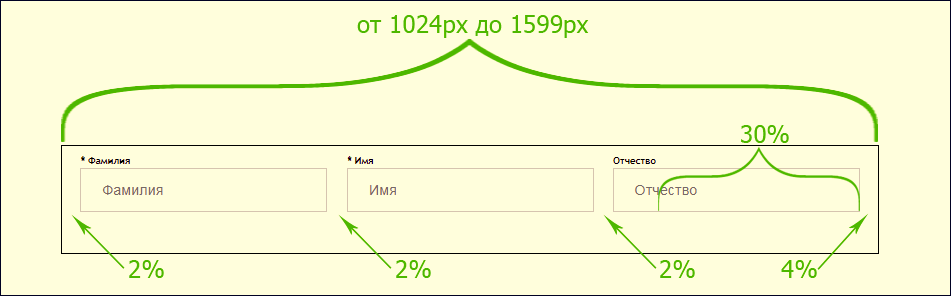 от 1024px до 1599px
30%
* Фамилия
* Имя
Отчество
Фамилия
Имя
Отчество
2%
2%
2%
4%